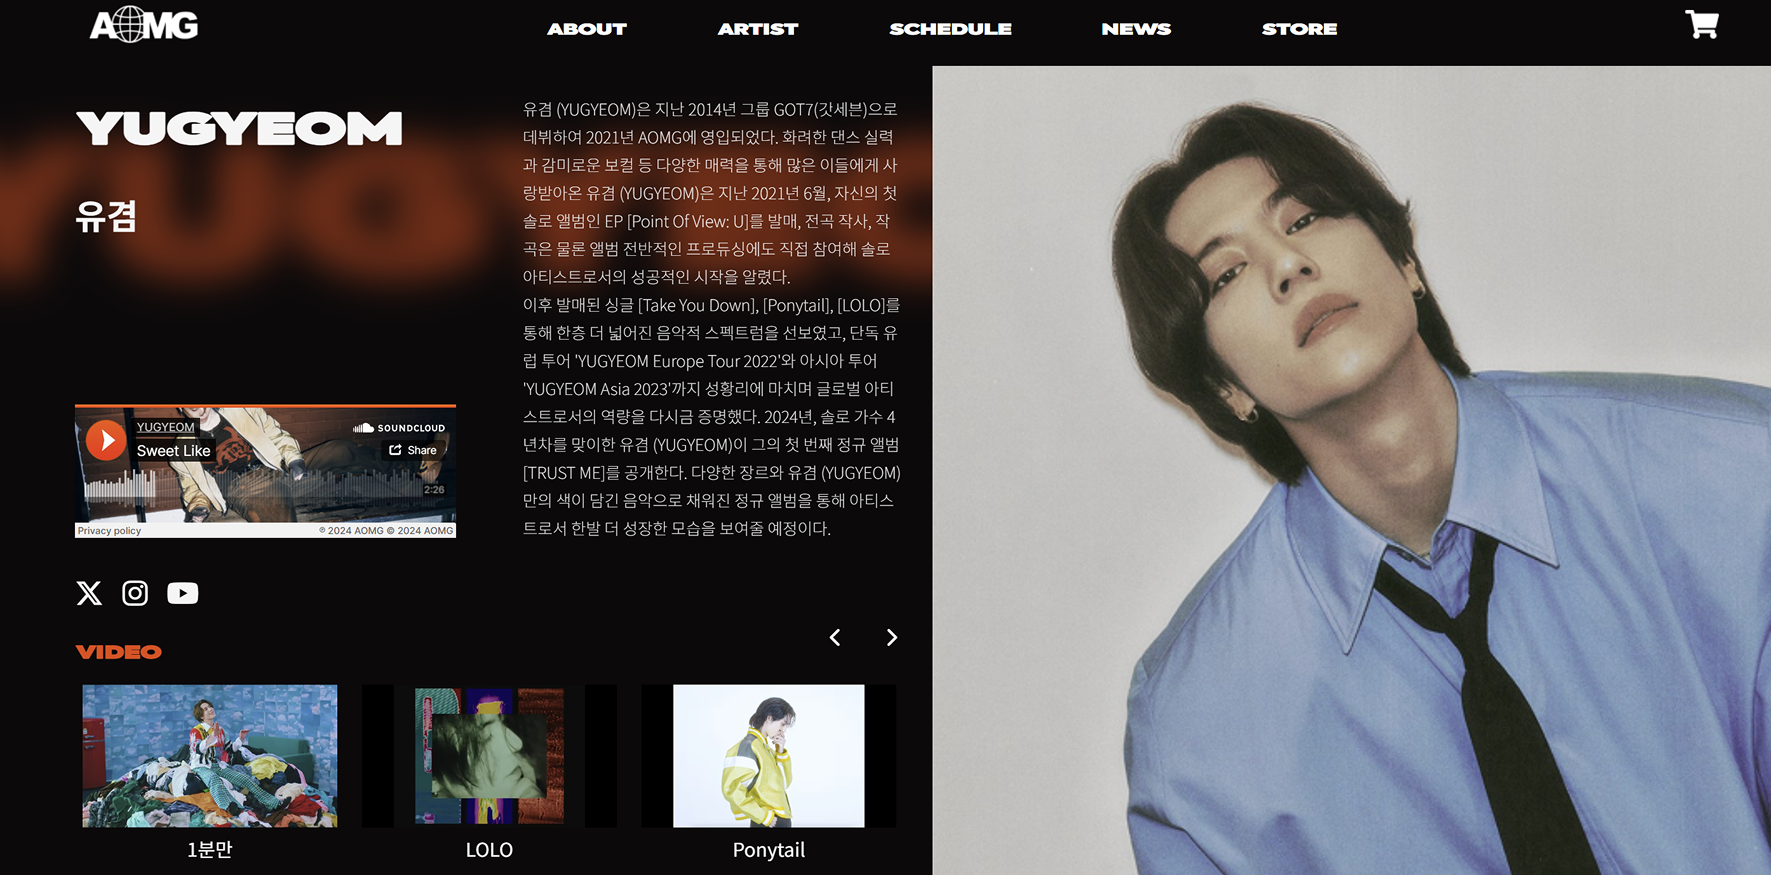 AOMG
ABOUT
ARTIST
SCHEDULE
NEWS
STORE
YUGYEOM
유겸
유겸 (YUGYEOM)은 지난 2014년 그룹 GOT7(갓세븐)으로
데뷔하여 2021년 AOMG에 영입되었다. 화려한 댄스 실력
과 감미로운 보컬 등 다양한 매력을 통해 많은 이들에게 사
랑받아온 유겸 (YUGYEOM)은 지난 2021년 6월, 자신의 첫
솔로 앨범인 EP [Point Of View: U]를 발매, 전곡 작사, 작
곡은 물론 앨범 전반적인 프로듀싱에도 직접 참여해 솔로
아티스트로서의 성공적인 시작을 알렸다.
이후 발매된 싱글 [Take You Down], [Ponytail], [LOLO]를
통해 한층 더 넓어진 음악적 스펙트럼을 선보였고, 단독 유
럽 투어 'YUGYEOM Europe Tour 2022'와 아시아 투어
'YUGYEOM Asia 2023'까지 성황리에 마치며 글로벌 아티
스트로서의 역량을 다시금 증명했다. 2024년, 솔로 가수 4
년차를 맞이한 유겸 (YUGYEOM)이 그의 첫 번째 정규 앨범
[TRUST ME]를 공개한다. 다양한 장르와 유겸 (YUGYEOM)
만의 색이 담긴 음악으로 채워진 정규 앨범을 통해 아티스
트로서 한발 더 성장한 모습을 보여줄 예정이다.
YUGYEOM
Sweet Like
SOUNDCLOUD
Share
2:26
Privacy policy
℗ 2024 AOMG © 2024 AOMG
VIDEO
1분만
LOLO
Ponytail